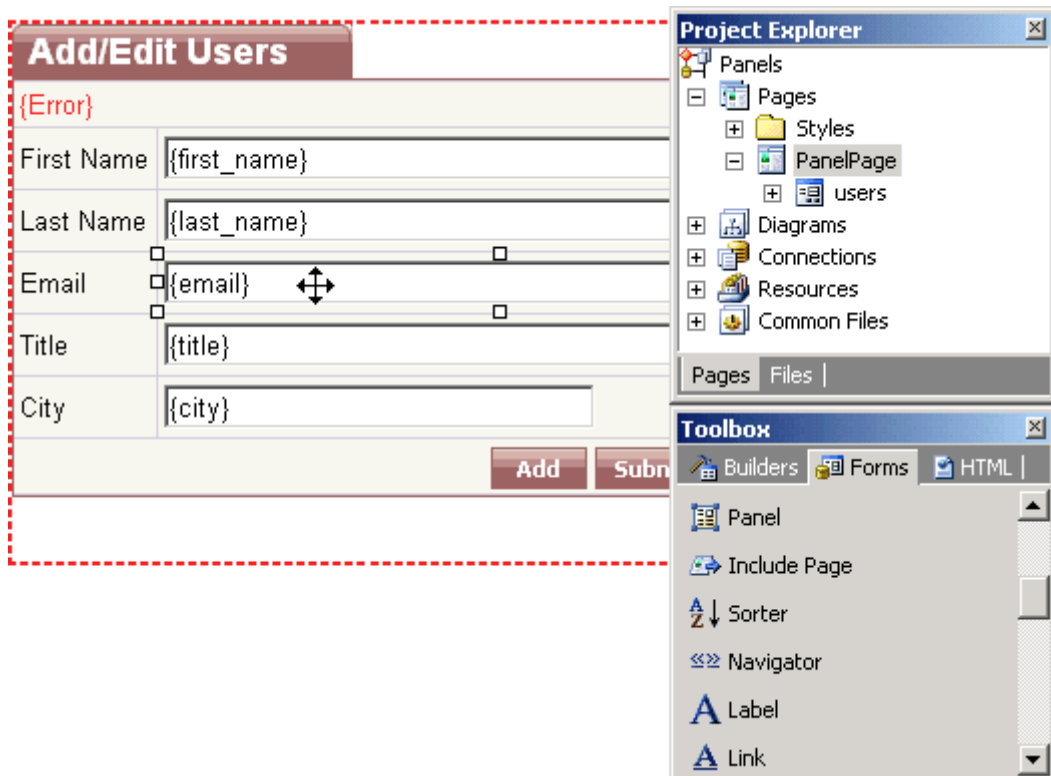 Add/Edit Users
{Error}
First Name {first_name}
Last Name {last_name}
Email {email}
Title {title}
City {city}
Add Subm
Project Explorer
Panels
Pages
Styles
PanelPage
users
Diagrams
Connections
Resources
Common Files
Pages Files
Toolbox
Builders Forms HTML
Panel
Include Page
Sorter
Navigator
Label
Link